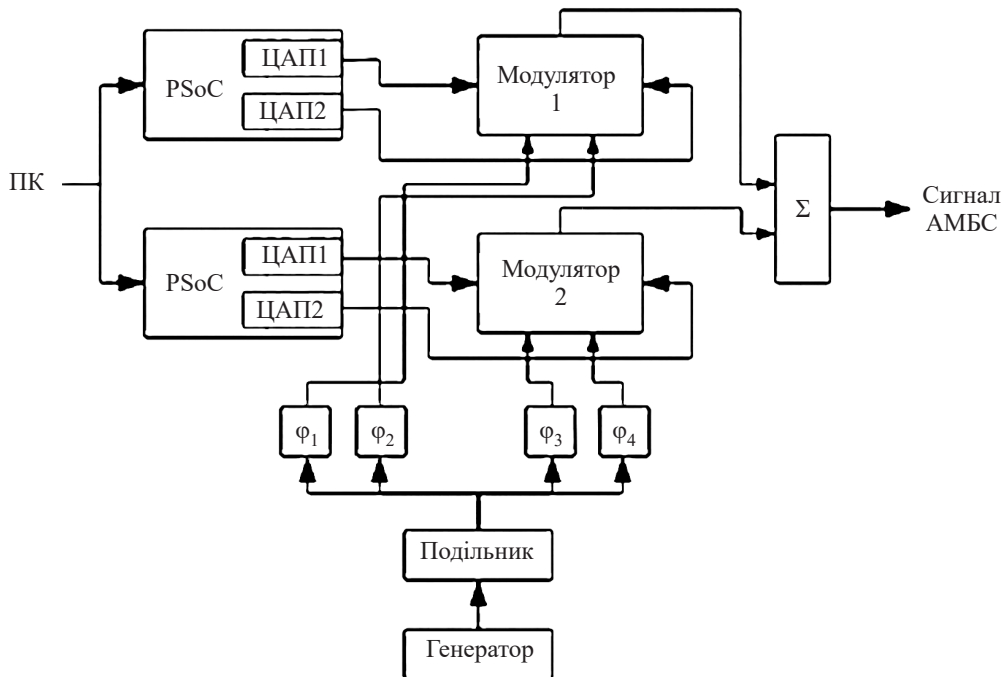 ЦАП1
PSoC
ЦАП2
Модулятор
1
ПК
Σ
Сигнал
АМБС
ЦАП1
PSoC
ЦАП2
Модулятор
2
φ1
φ2
φ3
φ4
Подільник
Генератор